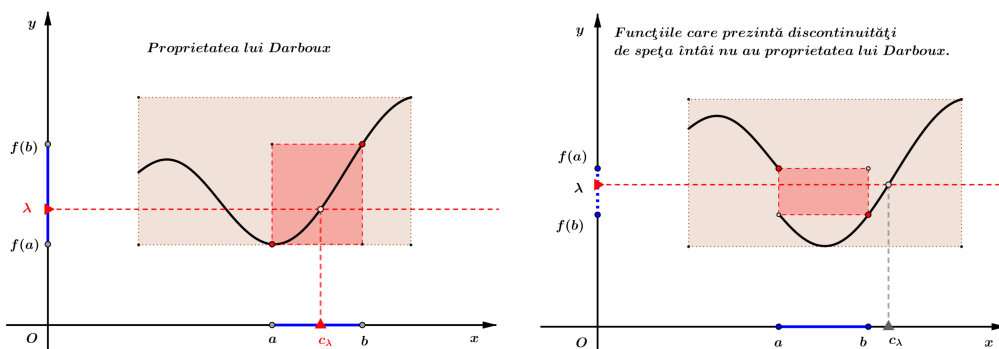 y
Proprietatea lui Darboux
f(b)
λ
f(a)
O
a
c_λ
b
x
y
Funcţiile care prezintă discontinuităţi
de speţa întâi nu au proprietatea lui Darboux.
f(a)
λ
f(b)
O
a
b
c_λ
x